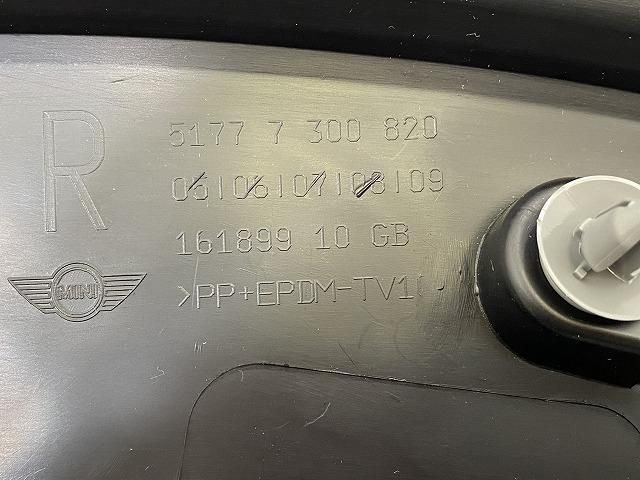 R
5177 7 300 820
05|06|07|08|09
161899 10 GB
MINI
>PP+EPDM-TV1